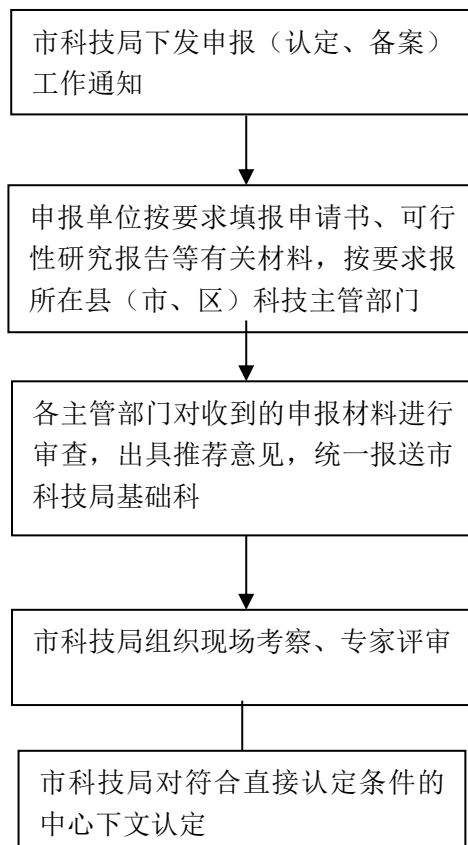 市科技局下发申报（认定、备案）
工作通知
申报单位按要求填报申请书、可行
性研究报告等有关材料，按要求报
所在县（市、区）科技主管部门
各主管部门对收到的申报材料进行
审查，出具推荐意见，统一报送市
科技局基础科
市科技局组织现场考察、专家评审
市科技局对符合直接认定条件的
中心下文认定